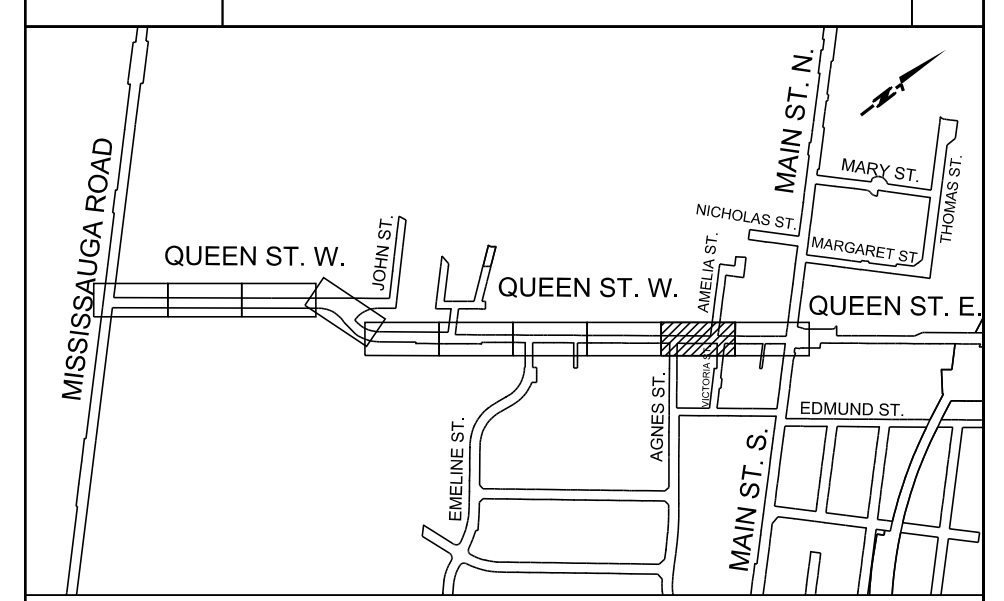 N
MAIN ST. N.
MARY ST.
THOMAS ST.
MISSISSAUGA ROAD
NICHOLAS ST.
JOHN ST.
AMELIA ST.
MARGARET ST.
QUEEN ST. W.
QUEEN ST. W.
QUEEN ST. E.
VICTORIA ST.
AGNES ST.
EDMUND ST.
EMELINE ST.
MAIN ST. S.